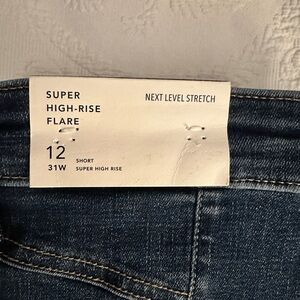 SUPER
HIGH-RISE
FLARE
NEXT LEVEL STRETCH
12 SHORT
31W SUPER HIGH RISE